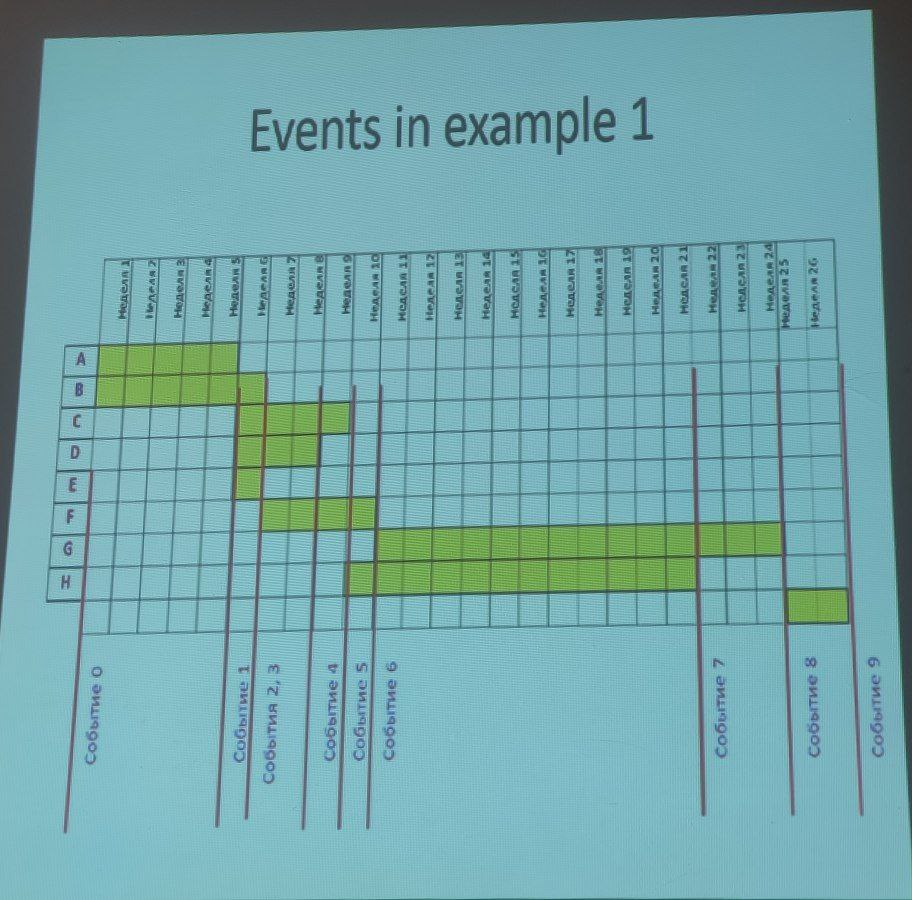 Events in example 1
Неделя 1
Неделя 2
Неделя 3
Неделя 4
Неделя 5
Неделя 6
Неделя 7
Неделя 8
Неделя 9
Неделя 10
Неделя 11
Неделя 12
Неделя 13
Неделя 14
Неделя 15
Неделя 16
Неделя 17
Неделя 18
Неделя 19
Неделя 20
Неделя 21
Неделя 22
Неделя 23
Неделя 24
Неделя 25
Неделя 26
A
B
C
D
E
F
G
H
Событие 0
Событие 1
События 2, 3
Событие 4
Событие 5
Событие 6
Событие 7
Событие 8
Событие 9